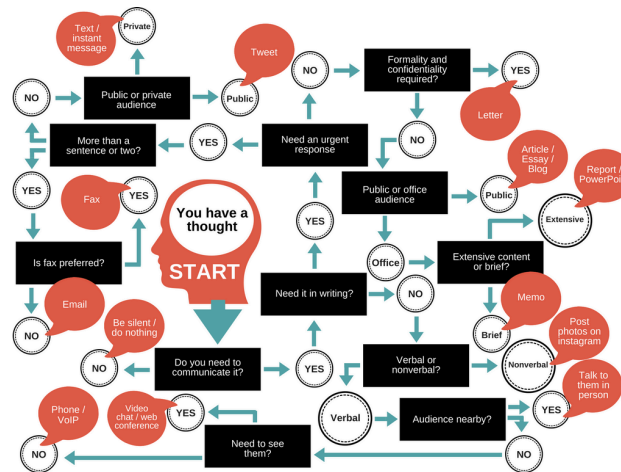 Text /
instant
message
Private
Tweet
NO
Public or private
audience
Public
NO
Formality and
confidentiality
required?
YES
Letter
More than a
sentence or two?
YES
Need an urgent
response
NO
YES
Fax
YES
You have a
thought
START
YES
Public or office
audience
Public
Article /
Essay /
Blog
Report /
PowerPoint
Extensive
Is fax preferred?
Need it in writing?
Office
NO
Extensive content
or brief?
NO
Email
Be silent /
do nothing
NO
Do you need to
communicate it?
YES
Verbal or
nonverbal?
Brief
Memo
Nonverbal
Post
photos on
instagram
Phone /
VoIP
NO
Video
chat / web
conference
YES
Need to see
them?
Verbal
Audience nearby?
YES
Talk to
them in
person
NO